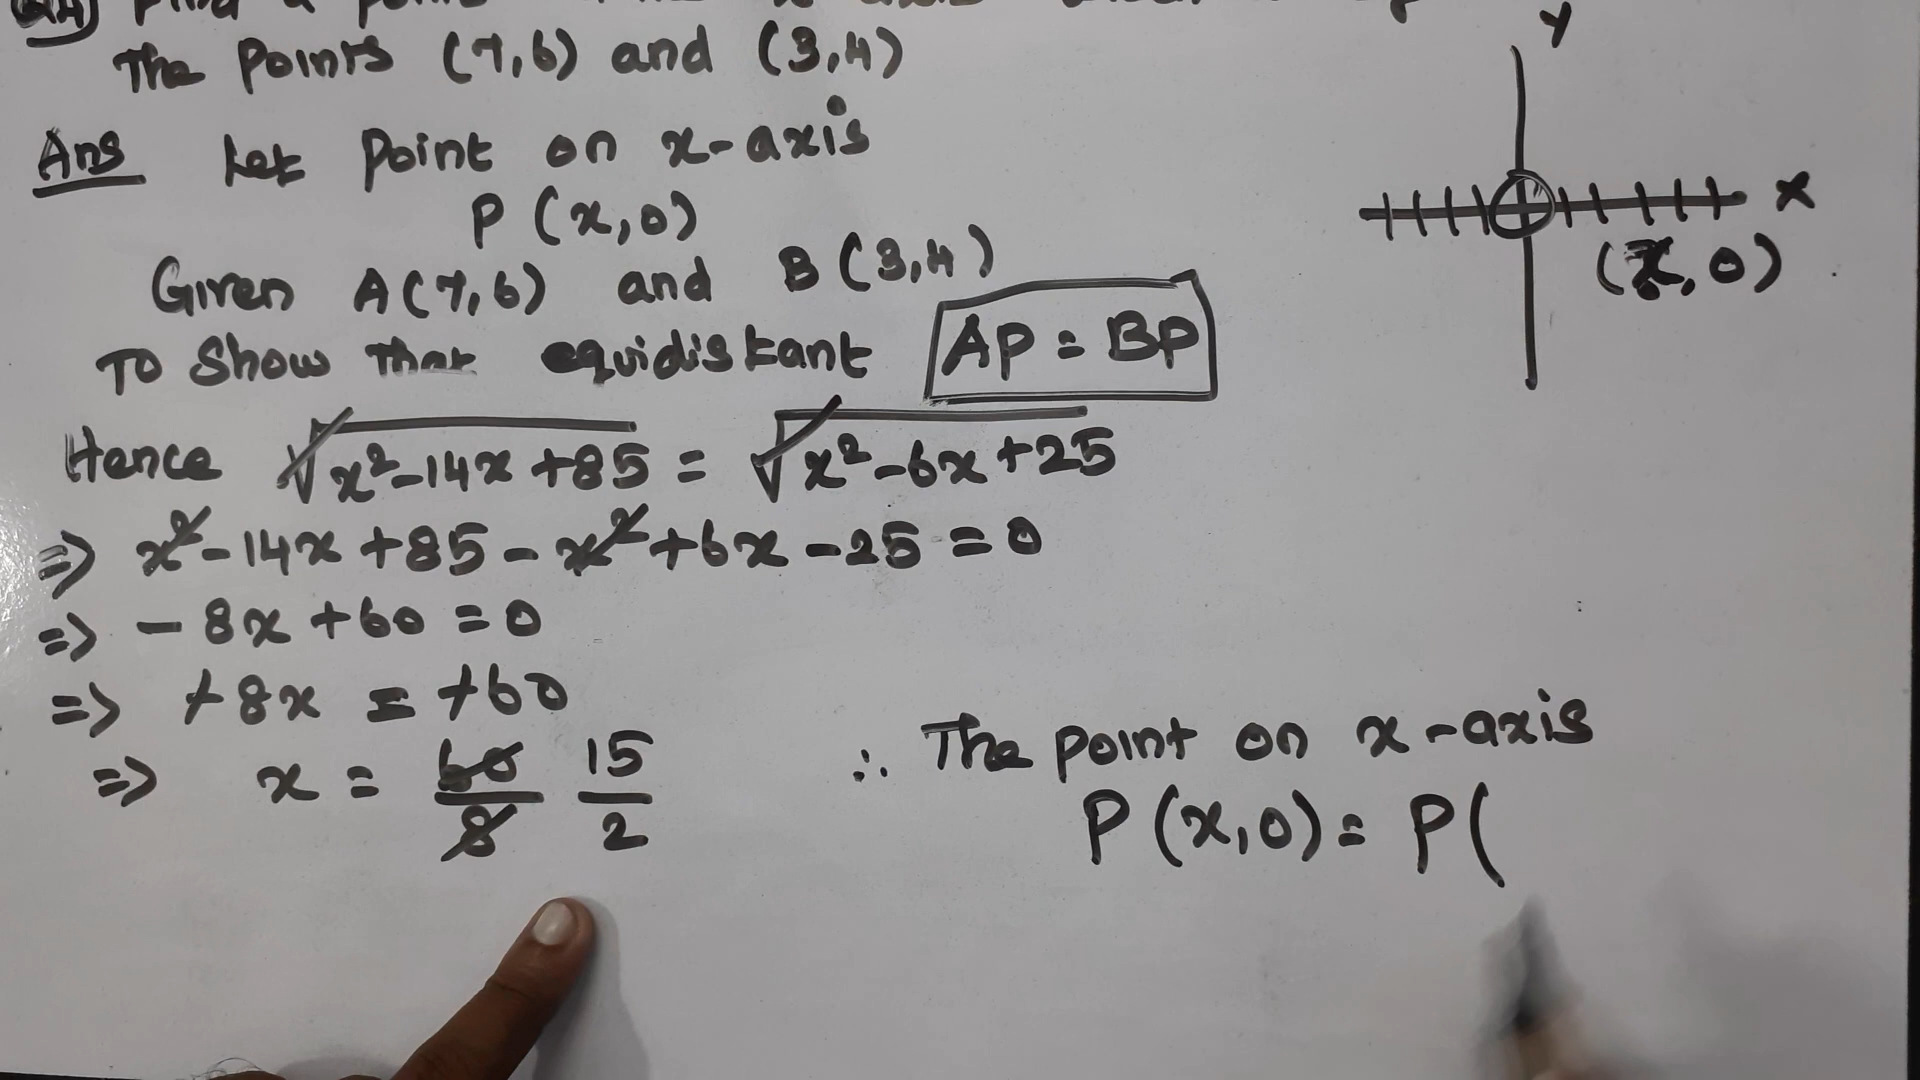 Find a point
The Points (7,6) and (3,4)
Ans Let Point on x-axis
P (x,0)
Given A(7,6) and B(3,4)
To Show That equidistant AP = BP
Hence √x²-14x+85 = √x²-6x+25
=> x²-14x+85-x²+6x-25=0
=> -8x+60=0
=> +8x = +60
=> x = 60/8 15/2
∴ The point on x-axis
P(x,0)= P(
Y
X
(x,0)